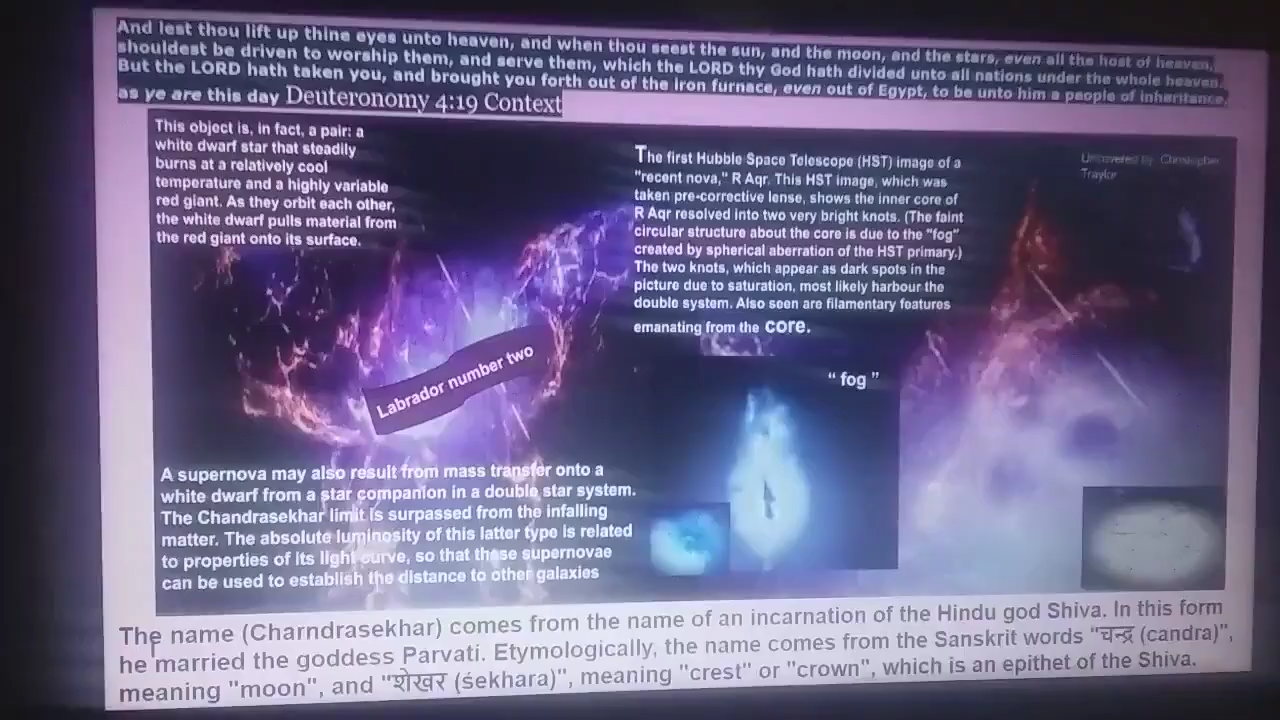 And lest thou lift up thine eyes unto heaven, and when thou seest the sun, and the moon, and the stars, even all the host of heaven,
shouldest be driven to worship them, and serve them, which the LORD thy God hath divided unto all nations under the whole heaven.
But the LORD hath taken you, and brought you forth out of the iron furnace, even out of Egypt, to be unto him a people of inheritance,
as ye are this day Deuteronomy 4:19 Context
This object is, in fact, a pair: a
white dwarf star that steadily
burns at a relatively cool
temperature and a highly variable
red giant. As they orbit each other,
the white dwarf pulls material from
the red giant onto its surface.
The first Hubble Space Telescope (HST) image of a
"recent nova," R Aqr. This HST image, which was
taken pre-corrective lense, shows the inner core of
R Aqr resolved into two very bright knots. (The faint
circular structure about the core is due to the "fog"
created by spherical aberration of the HST primary.)
The two knots, which appear as dark spots in the
picture due to saturation, most likely harbour the
double system. Also seen are filamentary features
emanating from the core.
Uncovered by Christopher
Traylor
Labrador number two
“ fog ”
A supernova may also result from mass transfer onto a
white dwarf from a star companion in a double star system.
The Chandrasekhar limit is surpassed from the infalling
matter. The absolute luminosity of this latter type is related
to properties of its light curve, so that these supernovae
can be used to establish the distance to other galaxies
The name (Charndrasekhar) comes from the name of an incarnation of the Hindu god Shiva. In this form
he married the goddess Parvati. Etymologically, the name comes from the Sanskrit words "चन्द्र (candra)",
meaning "moon", and "शेखर (śekhara)", meaning "crest" or "crown", which is an epithet of the Shiva.